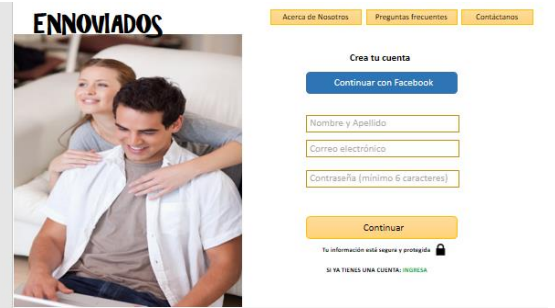 ENNOVIADOS
Acerca de Nosotros
Preguntas frecuentes
Contáctanos
Crea tu cuenta
Continuar con Facebook
Nombre y Apellido
Correo electrónico
Contraseña (mínimo 6 caracteres)
Continuar
Tu información está segura y protegida
SI YA TIENES UNA CUENTA: INGRESA